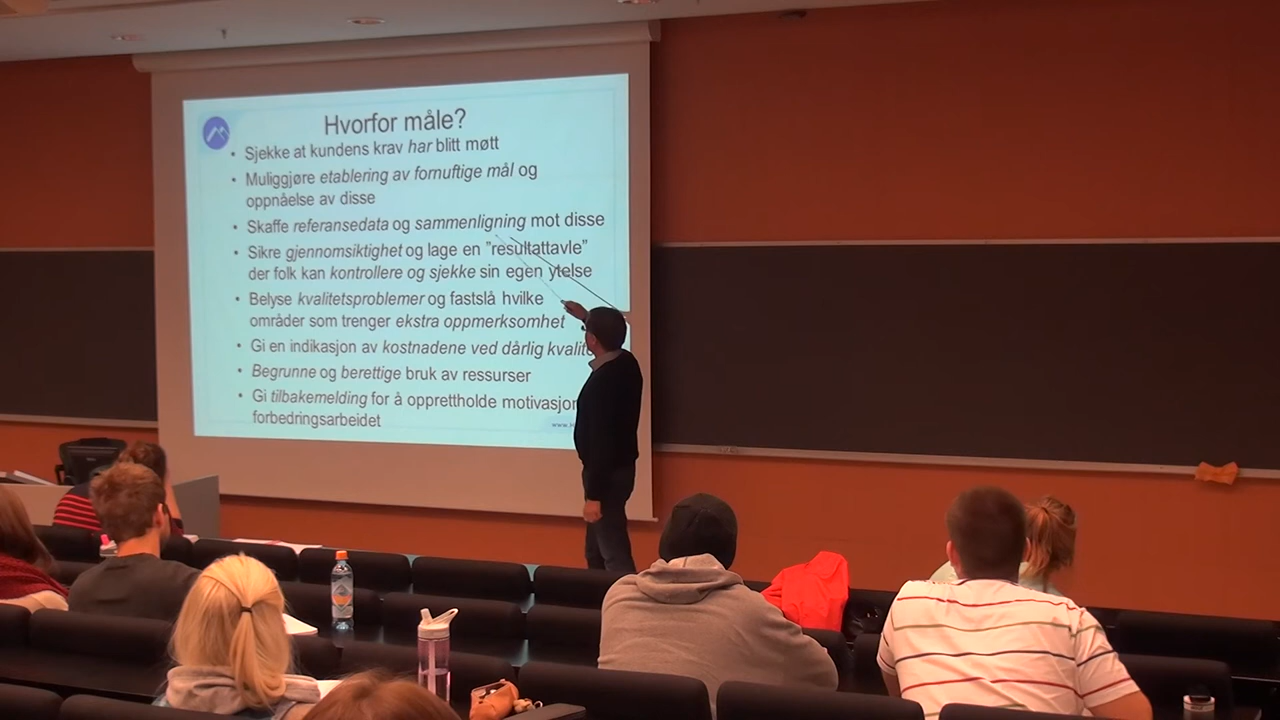 Hvorfor måle?
• Sjekke at kundens krav har blitt møtt
• Muliggjøre etablering av fornuftige mål og
oppnåelse av disse
• Skaffe referansedata og sammenligning mot disse
• Sikre gjennomsiktighet og lage en ”resultattavle”
der folk kan kontrollere og sjekke sin egen ytelse
• Belyse kvalitetsproblemer og fastslå hvilke
områder som trenger ekstra oppmerksomhet
• Gi en indikasjon av kostnadene ved dårlig
• Begrunne og berettige bruk av ressurser
• Gi tilbakemelding for å opprettholde
forbedringsarbeidet